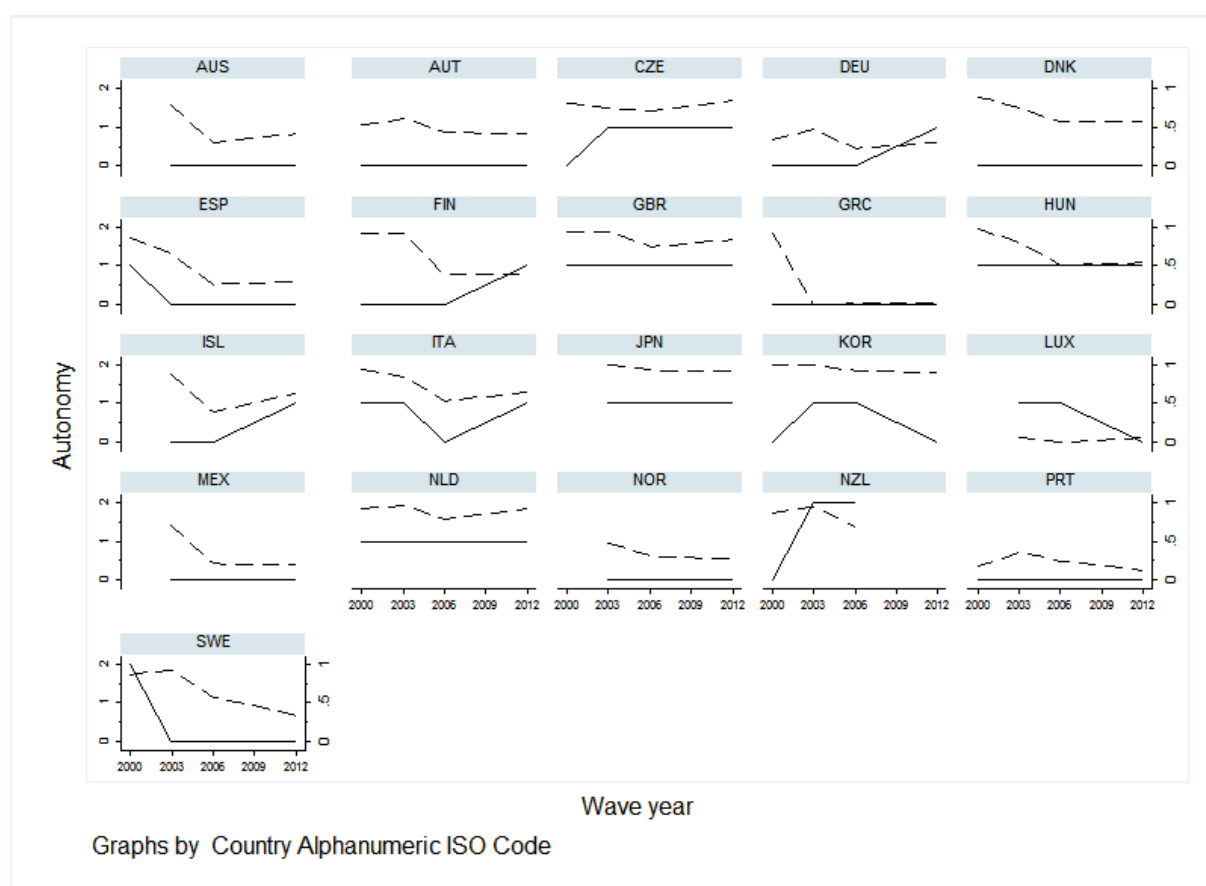 AUS AUT CZE DEU DNK
2 1
1 .5
0 0
ESP FIN GBR GRC HUN
2 1
1 .5
0 0
ISL ITA JPN KOR LUX
2 1
1 .5
0 0
MEX NLD NOR NZL PRT
2 1
1 .5
0 0
2000 2003 2006 2009 2012 2000 2003 2006 2009 2012 2000 2003 2006 2009 2012 2000 2003 2006 2009 2012
SWE
2 1
1 .5
0 0
2000 2003 2006 2009 2012
Autonomy
Wave year
Graphs by Country Alphanumeric ISO Code